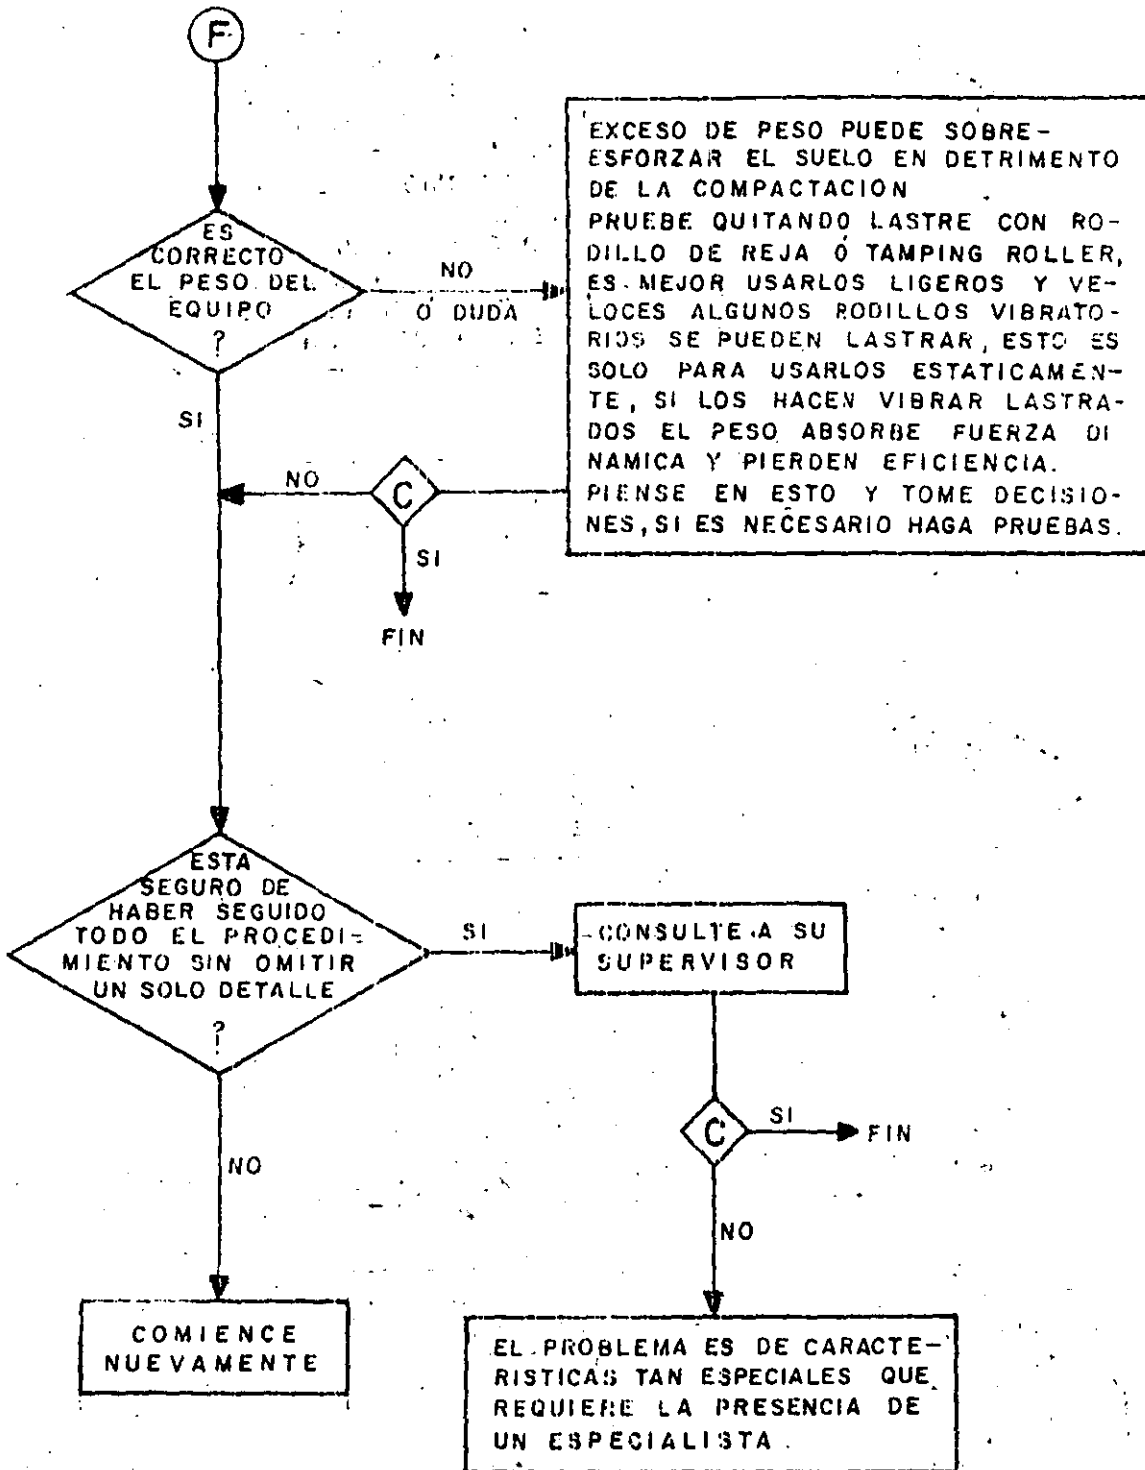 F
ES
CORRECTO
EL PESO DEL
EQUIPO
?
NO
Ó DUDA
EXCESO DE PESO PUEDE SOBRE-
ESFORZAR EL SUELO EN DETRIMENTO
DE LA COMPACTACION
PRUEBE QUITANDO LASTRE CON RO-
DILLO DE REJA Ó TAMPING ROLLER,
ES MEJOR USARLOS LIGEROS Y VE-
LOCES ALGUNOS RODILLOS VIBRATO-
RIOS SE PUEDEN LASTRAR, ESTO ES
SOLO PARA USARLOS ESTATICAMEN-
TE, SI LOS HACEN VIBRAR LASTRA-
DOS EL PESO ABSORBE FUERZA DI
NAMICA Y PIERDEN EFICIENCIA.
PIENSE EN ESTO Y TOME DECISIO-
NES, SI ES NECESARIO HAGA PRUEBAS.
SI
NO
C
SI
FIN
ESTA
SEGURO DE
HABER SEGUIDO
TODO EL PROCEDI-
MIENTO SIN OMITIR
UN SOLO DETALLE
?
SI
CONSULTE A SU
SUPERVISOR
C
SI
FIN
NO
NO
COMIENCE
NUEVAMENTE
EL PROBLEMA ES DE CARACTE-
RISTICAS TAN ESPECIALES QUE
REQUIERE LA PRESENCIA DE
UN ESPECIALISTA.